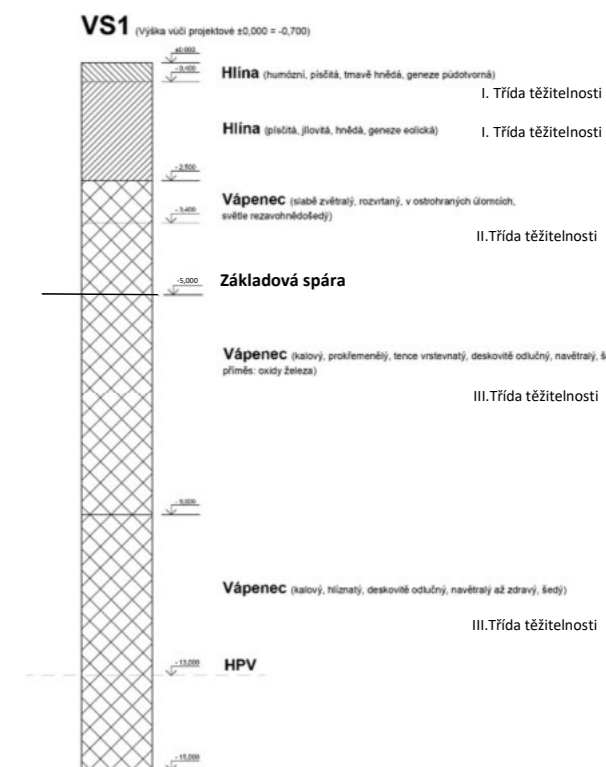 VS1 (Výška vůči projektové ±0,000 = -0,700)
±0,000
Hlína (humózní, písčitá, tmavě hnědá, geneze půdotvorná)
I. Třída těžitelnosti
Hlína (písčitá, jílovitá, hnědá, geneze eolická)
I. Třída těžitelnosti
-2,500
Vápenec (slabě zvětralý, rozvrtaný, v ostrohraných úlomcích,
-3,400
světle rezavohnědošedý)
II.Třída těžitelnosti
-5,000
Základová spára
Vápenec (kalový, prokřemenělý, tence vrstevnatý, deskovitě odlučný, navětralý, š
příměs: oxidy železa)
III.Třída těžitelnosti
-9,000
Vápenec (kalový, hlíznatý, deskovitě odlučný, navětralý až zdravý, šedý)
III.Třída těžitelnosti
-13,000
HPV
-15,000